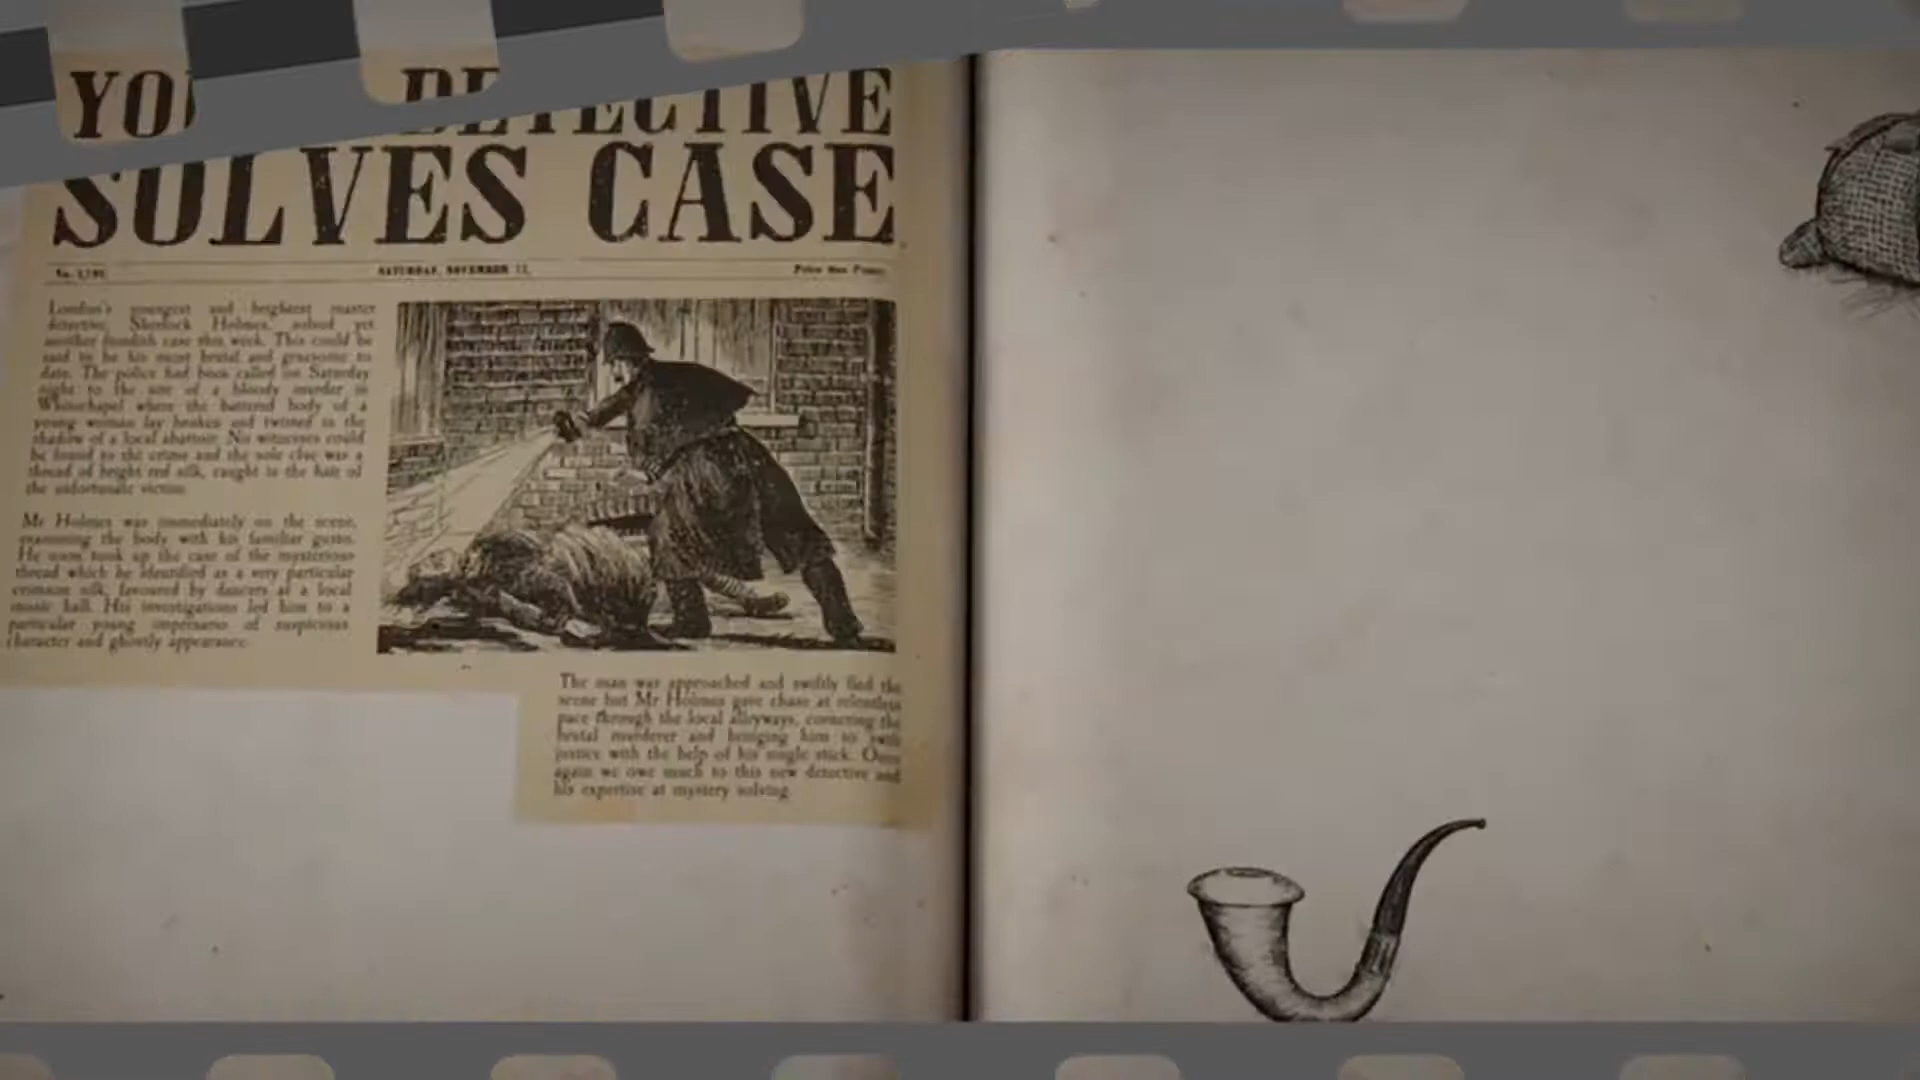 YO DETECTIVE
SOLVES CASE
SATURDAY, NOVEMBER
London's youngest and brightest master
detective, Sherlock Holmes, solved yet
another fiendish case this week. This could be
said to be his most brutal and gruesome to
date. The police had been called on Saturday
night to the site of a bloody murder in
Whitechapel where the battered body of a
young woman lay broken and twisted in the
shadow of a local abattoir. No witnesses could
be found to the crime and the sole clue was a
thread of bright red silk, caught in the hair of
the unfortunate victim.
Mr Holmes was immediately on the scene,
examining the body with his familiar gusto.
He soon took up the case of the mysterious
thread which he identified as a very particular
crimson silk, favoured by dancers at a local
music hall. His investigations led him to a
particular young impresario of suspicious
character and ghostly appearance.
The man was approached and swiftly fled the
scene but Mr Holmes gave chase at relentless
pace through the local alleyways, cornering the
brutal murderer and bringing him to
justice with the help of his single stick. Once
again we owe much to this new detective and
his expertise at mystery solving.